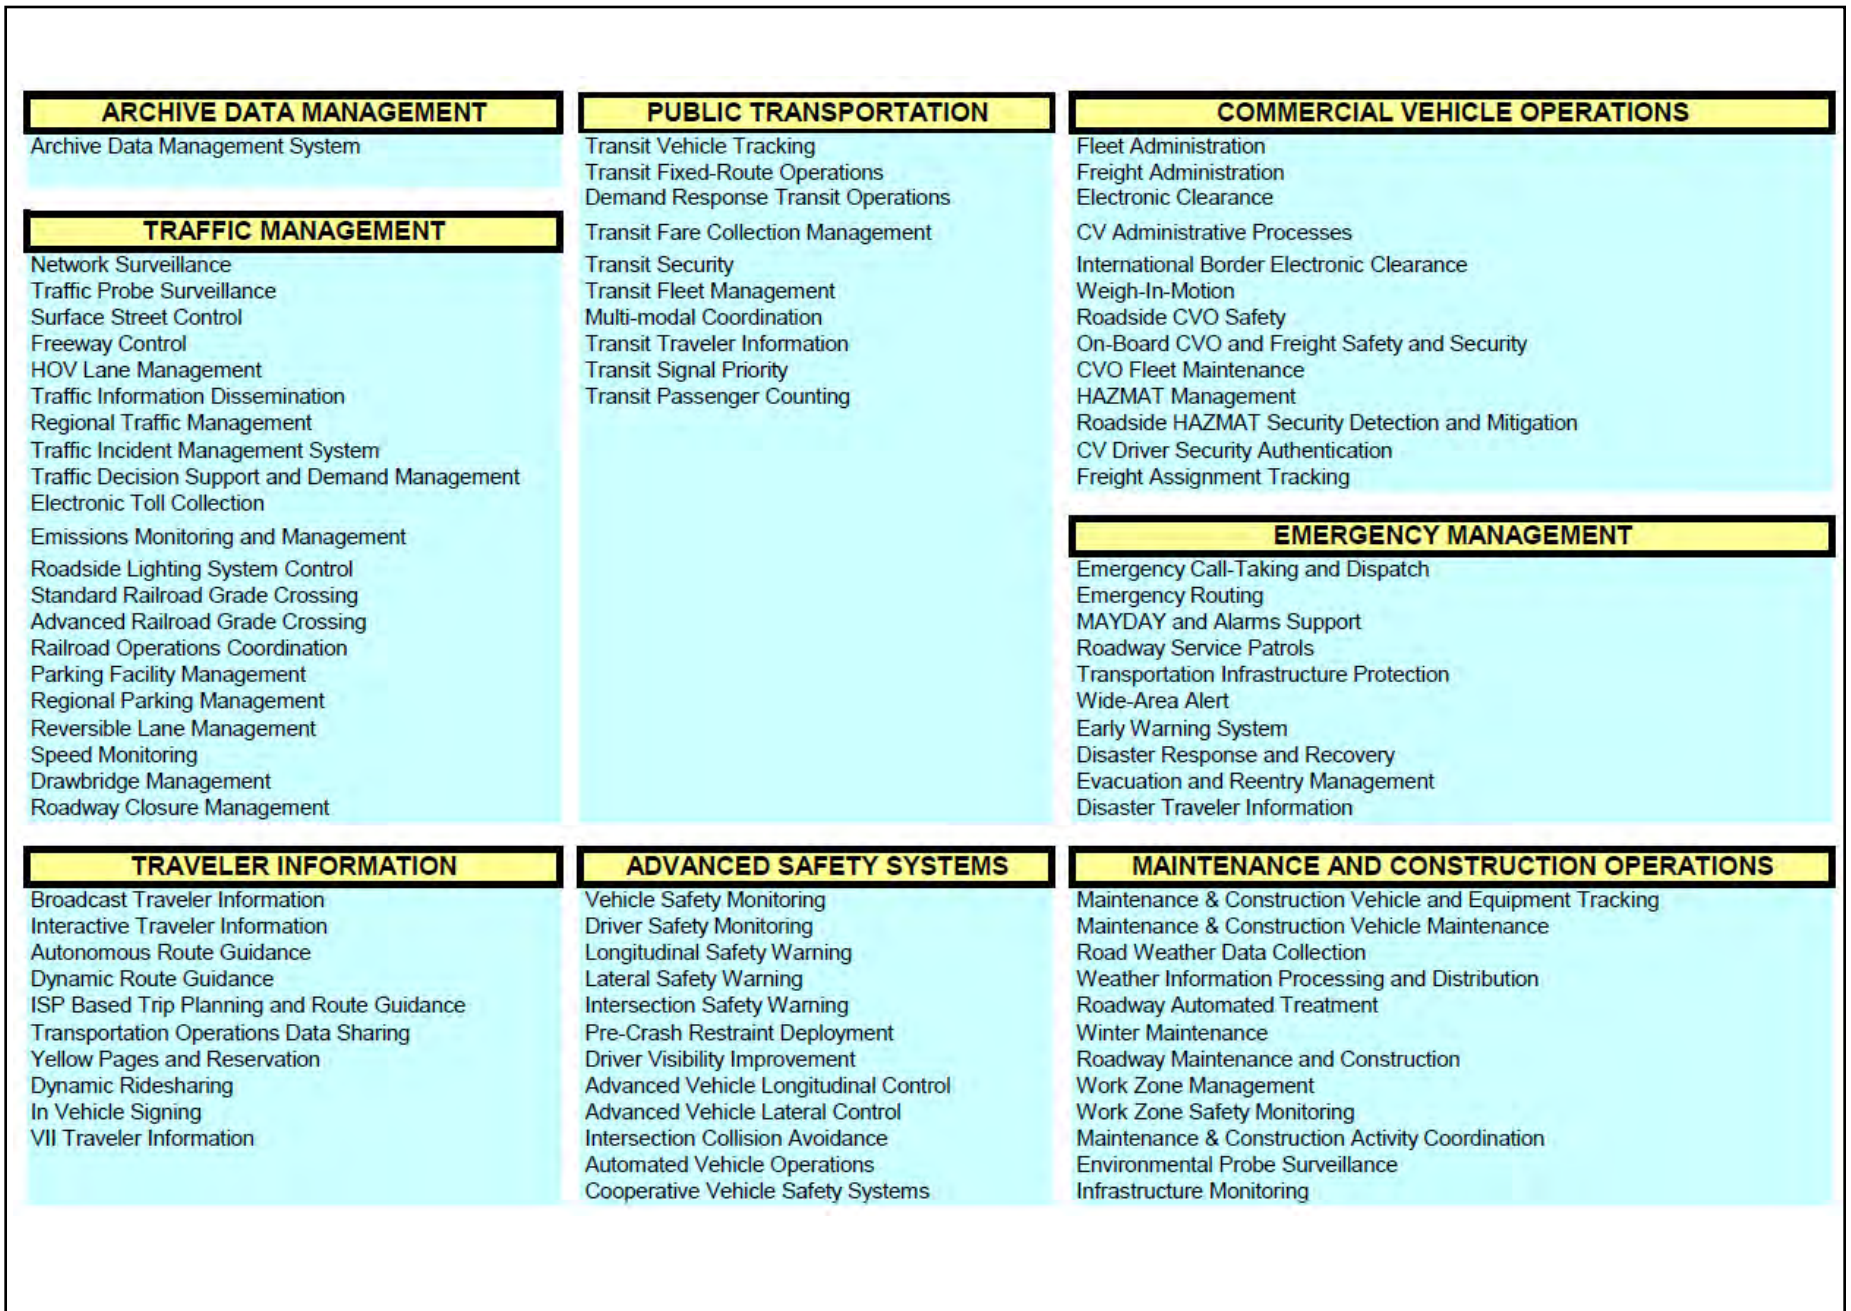 ARCHIVE DATA MANAGEMENT
Archive Data Management System
TRAFFIC MANAGEMENT
Network Surveillance
Traffic Probe Surveillance
Surface Street Control
Freeway Control
HOV Lane Management
Traffic Information Dissemination
Regional Traffic Management
Traffic Incident Management System
Traffic Decision Support and Demand Management
Electronic Toll Collection
Emissions Monitoring and Management
Roadside Lighting System Control
Standard Railroad Grade Crossing
Advanced Railroad Grade Crossing
Railroad Operations Coordination
Parking Facility Management
Regional Parking Management
Reversible Lane Management
Speed Monitoring
Drawbridge Management
Roadway Closure Management
TRAVELER INFORMATION
Broadcast Traveler Information
Interactive Traveler Information
Autonomous Route Guidance
Dynamic Route Guidance
ISP Based Trip Planning and Route Guidance
Transportation Operations Data Sharing
Yellow Pages and Reservation
Dynamic Ridesharing
In Vehicle Signing
VII Traveler Information
PUBLIC TRANSPORTATION
Transit Vehicle Tracking
Transit Fixed-Route Operations
Demand Response Transit Operations
Transit Fare Collection Management
Transit Security
Transit Fleet Management
Multi-modal Coordination
Transit Traveler Information
Transit Signal Priority
Transit Passenger Counting
ADVANCED SAFETY SYSTEMS
Vehicle Safety Monitoring
Driver Safety Monitoring
Longitudinal Safety Warning
Lateral Safety Warning
Intersection Safety Warning
Pre-Crash Restraint Deployment
Driver Visibility Improvement
Advanced Vehicle Longitudinal Control
Advanced Vehicle Lateral Control
Intersection Collision Avoidance
Automated Vehicle Operations
Cooperative Vehicle Safety Systems
COMMERCIAL VEHICLE OPERATIONS
Fleet Administration
Freight Administration
Electronic Clearance
CV Administrative Processes
International Border Electronic Clearance
Weigh-In-Motion
Roadside CVO Safety
On-Board CVO and Freight Safety and Security
CVO Fleet Maintenance
HAZMAT Management
Roadside HAZMAT Security Detection and Mitigation
CV Driver Security Authentication
Freight Assignment Tracking
EMERGENCY MANAGEMENT
Emergency Call-Taking and Dispatch
Emergency Routing
MAYDAY and Alarms Support
Roadway Service Patrols
Transportation Infrastructure Protection
Wide-Area Alert
Early Warning System
Disaster Response and Recovery
Evacuation and Reentry Management
Disaster Traveler Information
MAINTENANCE AND CONSTRUCTION OPERATIONS
Maintenance & Construction Vehicle and Equipment Tracking
Maintenance & Construction Vehicle Maintenance
Road Weather Data Collection
Weather Information Processing and Distribution
Roadway Automated Treatment
Winter Maintenance
Roadway Maintenance and Construction
Work Zone Management
Work Zone Safety Monitoring
Maintenance & Construction Activity Coordination
Environmental Probe Surveillance
Infrastructure Monitoring